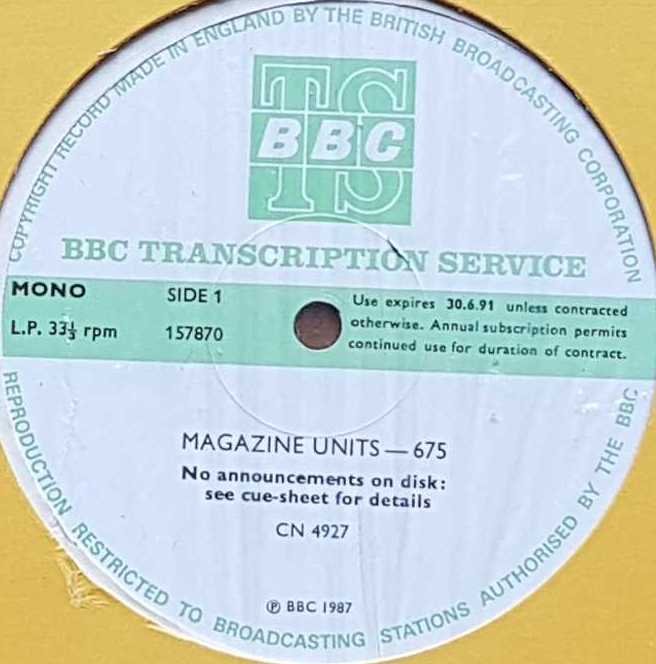 COPYRIGHT RECORD MADE IN ENGLAND BY THE BRITISH BROADCASTING CORPORATION
TS
BBC
TS
BBC TRANSCRIPTION SERVICE
MONO
L.P. 33⅓ rpm
SIDE 1
157870
Use expires 30.6.91 unless contracted
otherwise. Annual subscription permits
continued use for duration of contract.
MAGAZINE UNITS — 675
No announcements on disk:
see cue-sheet for details
CN 4927
℗ BBC 1987
REPRODUCTION RESTRICTED TO BROADCASTING STATIONS AUTHORISED BY THE BBC